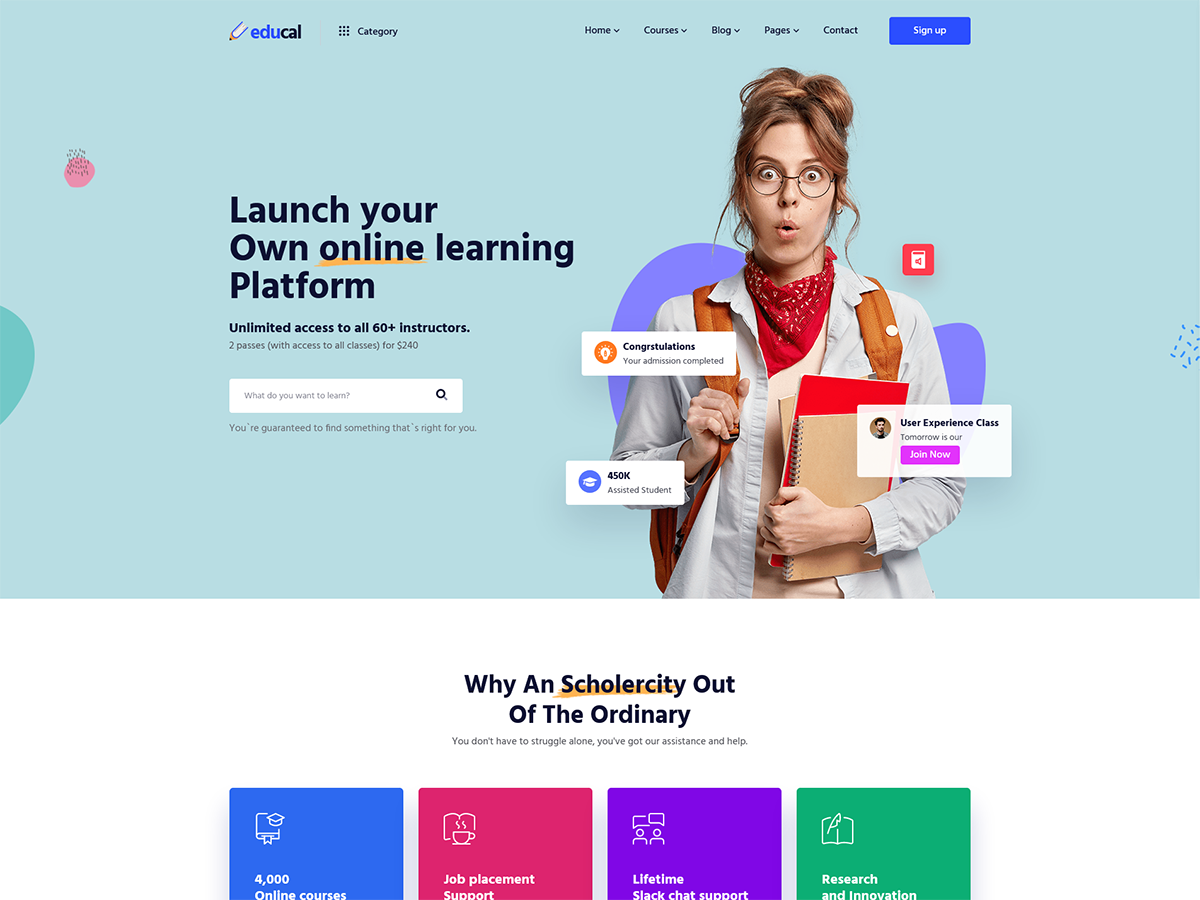 educal
Category
Home
Courses
Blog
Pages
Contact
Sign up
Launch your
Own online learning
Platform
Unlimited access to all 60+ instructors.
2 passes (with access to all classes) for $240
What do you want to learn?
You`re guaranteed to find something that`s right for you.
Congrstulations
Your admission completed
User Experience Class
Tomorrow is our
Join Now
450K
Assisted Student
Why An Scholercity Out
Of The Ordinary
You don't have to struggle alone, you've got our assistance and help.
4,000
Online courses
Job placement
Support
Lifetime
Slack chat support
Research
and Innovation